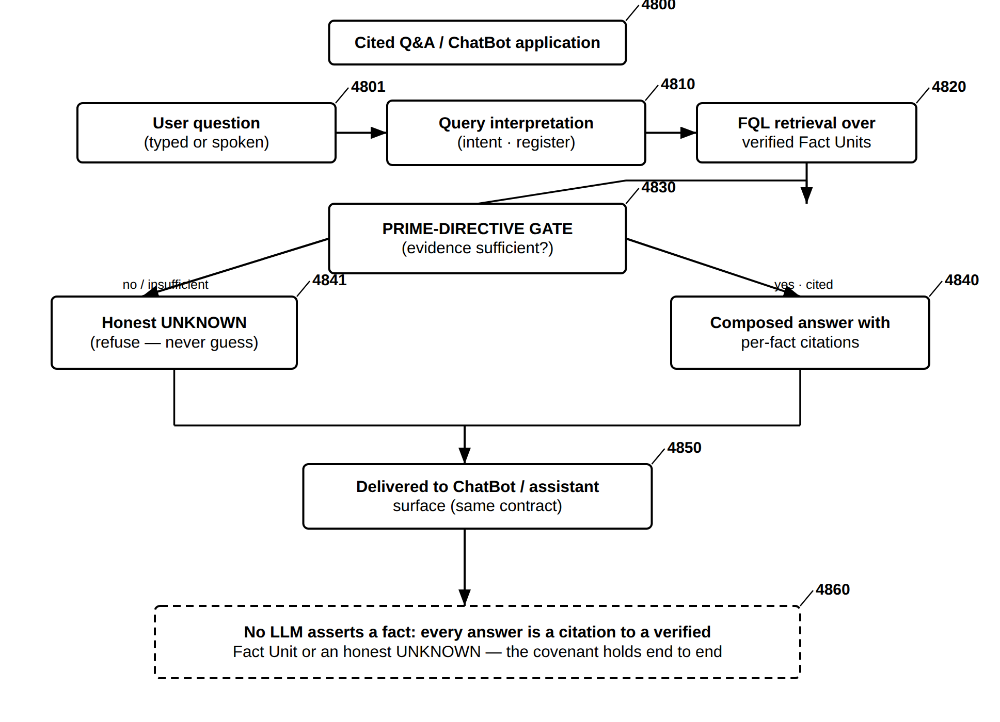 4800
Cited Q&A / ChatBot application
4801
4810
4820
User question
(typed or spoken)
Query interpretation
(intent · register)
FQL retrieval over
verified Fact Units
4830
PRIME-DIRECTIVE GATE
(evidence sufficient?)
no / insufficient
4841
yes · cited
4840
Honest UNKNOWN
(refuse — never guess)
Composed answer with
per-fact citations
4850
Delivered to ChatBot / assistant
surface (same contract)
4860
No LLM asserts a fact: every answer is a citation to a verified
Fact Unit or an honest UNKNOWN — the covenant holds end to end